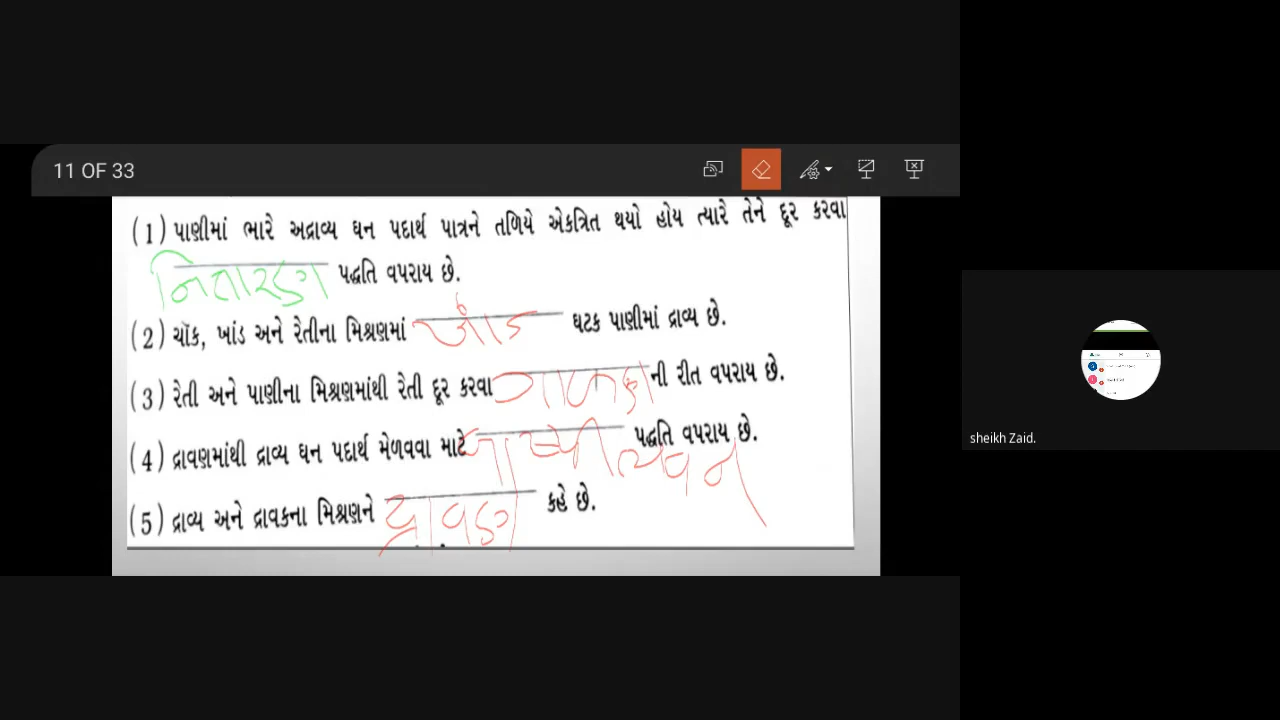 11 OF 33
(1) પાણીમાં ભારે અદ્રાવ્ય ઘન પદાર્થ પાત્રને તળિયે એકત્રિત થયો હોય ત્યારે તેને દૂર કરવા
નિતારણ પદ્ધતિ વપરાય છે.
(2) ચૉક, ખાંડ અને રેતીના મિશ્રણમાં ખાંડ ઘટક પાણીમાં દ્રાવ્ય છે.
(3) રેતી અને પાણીના મિશ્રણમાંથી રેતી દૂર કરવા ગાળણ ની રીત વપરાય છે.
(4) દ્રાવણમાંથી દ્રાવ્ય ઘન પદાર્થ મેળવવા માટે બાષ્પીભવન પદ્ધતિ વપરાય છે.
(5) દ્રાવ્ય અને દ્રાવકના મિશ્રણને દ્રાવણ કહે છે.
sheikh Zaid.